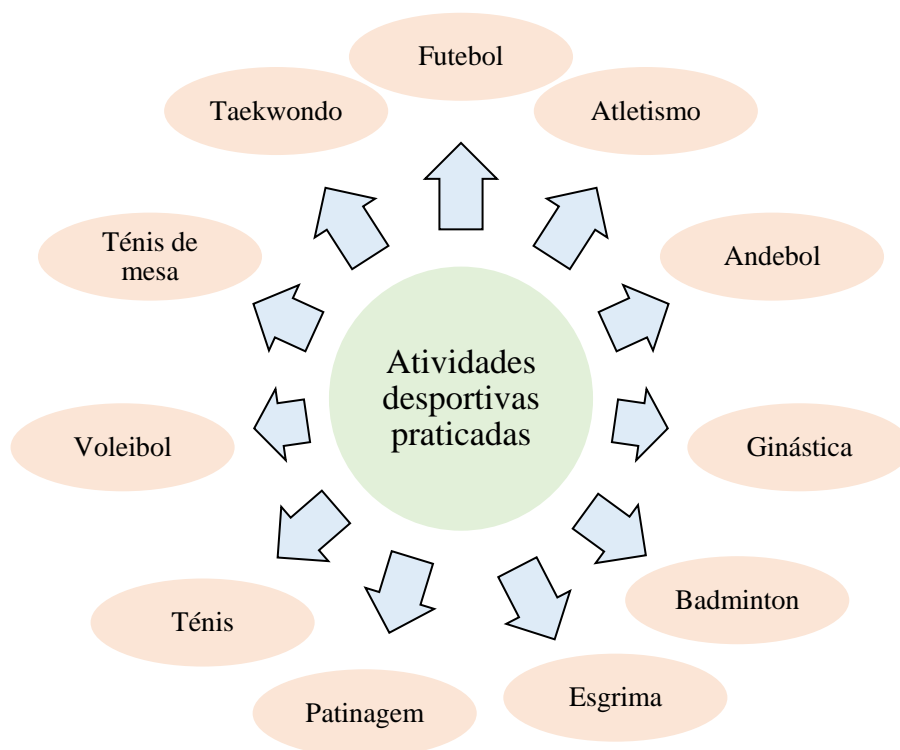 Futebol
Taekwondo
Atletismo
Ténis de
mesa
Andebol
Atividades
desportivas
praticadas
Voleibol
Ginástica
Ténis
Badminton
Patinagem
Esgrima